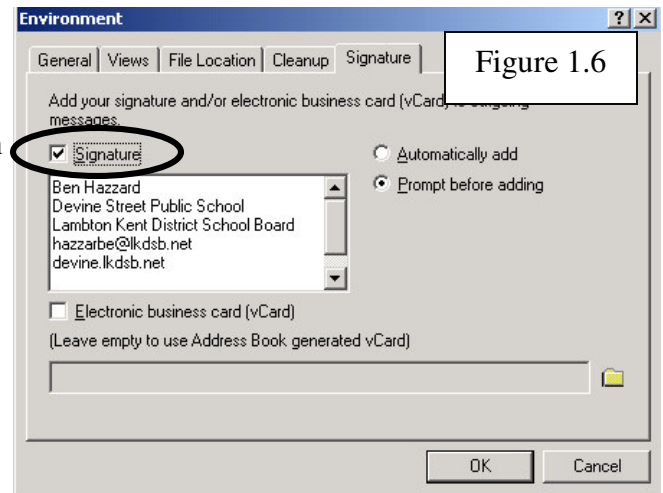 Environment
General Views File Location Cleanup Signature
Figure 1.6
Add your signature and/or electronic business card (vCard) to outgoing
messages.
Signature
Automatically add
Prompt before adding
Ben Hazzard
Devine Street Public School
Lambton Kent District School Board
hazzarbe@lkdsb.net
devine.lkdsb.net
Electronic business card (vCard)
(Leave empty to use Address Book generated vCard)
OK Cancel